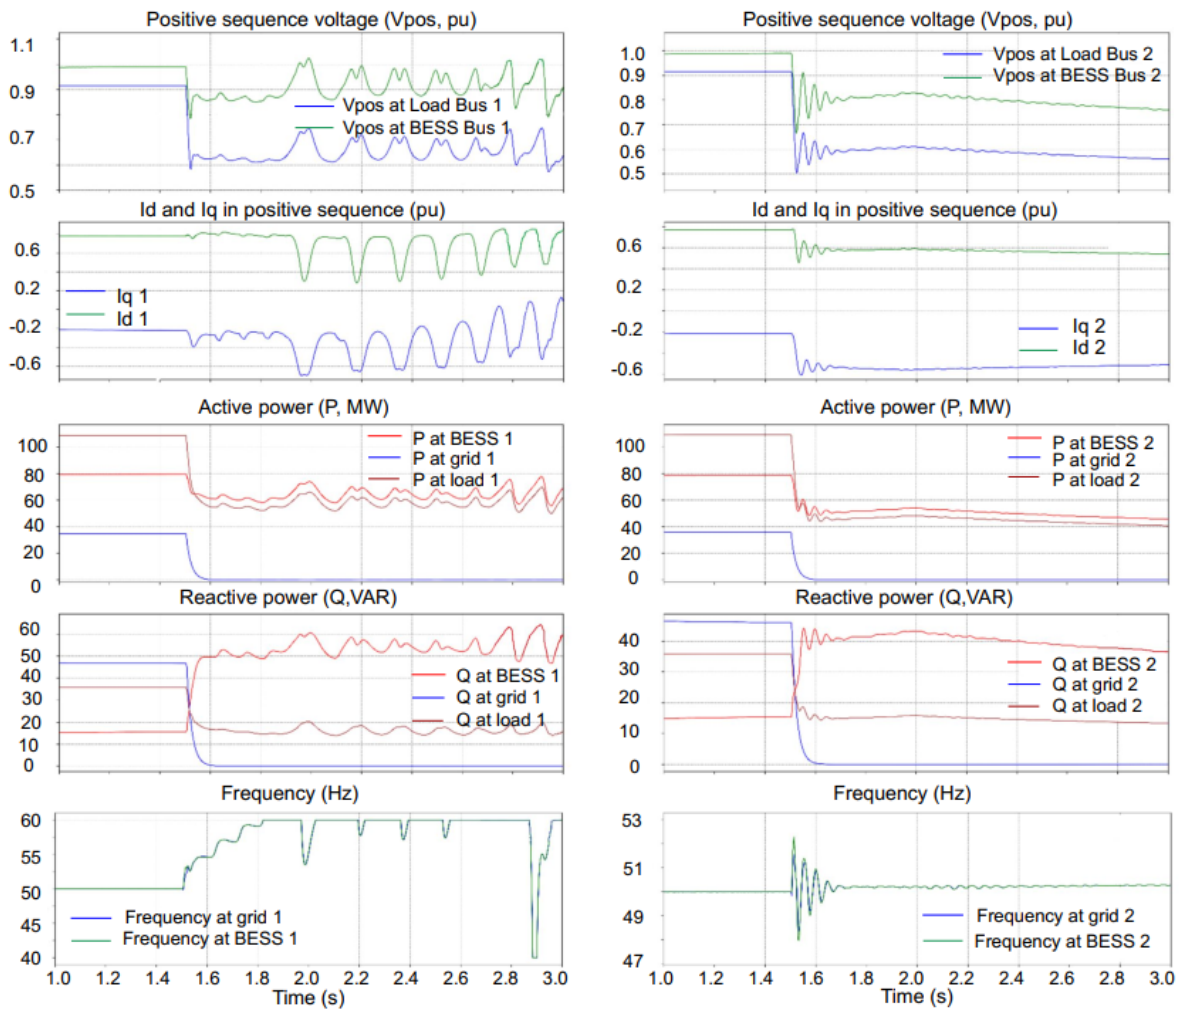 Positive sequence voltage (Vpos, pu)
1.1
0.9
0.7
0.5
Vpos at Load Bus 1
Vpos at BESS Bus 1
Id and Iq in positive sequence (pu)
0.6
0.2
-0.2
-0.6
Iq 1
Id 1
Active power (P, MW)
100
80
60
40
20
0
P at BESS 1
P at grid 1
P at load 1
Reactive power (Q,VAR)
60
50
40
30
20
10
0
Q at BESS 1
Q at grid 1
Q at load 1
Frequency (Hz)
60
55
50
45
40
Frequency at grid 1
Frequency at BESS 1
1.0 1.2 1.4 1.6 1.8 2.0 2.2 2.4 2.6 2.8 3.0
Time (s)
Positive sequence voltage (Vpos, pu)
1.0
0.9
0.8
0.7
0.6
0.5
Vpos at Load Bus 2
Vpos at BESS Bus 2
Id and Iq in positive sequence (pu)
0.6
0.2
-0.2
-0.6
Iq 2
Id 2
Active power (P, MW)
100
80
60
40
20
0
P at BESS 2
P at grid 2
P at load 2
Reactive power (Q,VAR)
40
30
20
10
0
Q at BESS 2
Q at grid 2
Q at load 2
Frequency (Hz)
53
51
49
47
Frequency at grid 2
Frequency at BESS 2
1.0 1.2 1.4 1.6 1.8 2.0 2.2 2.4 2.6 2.8 3.0
Time (s)